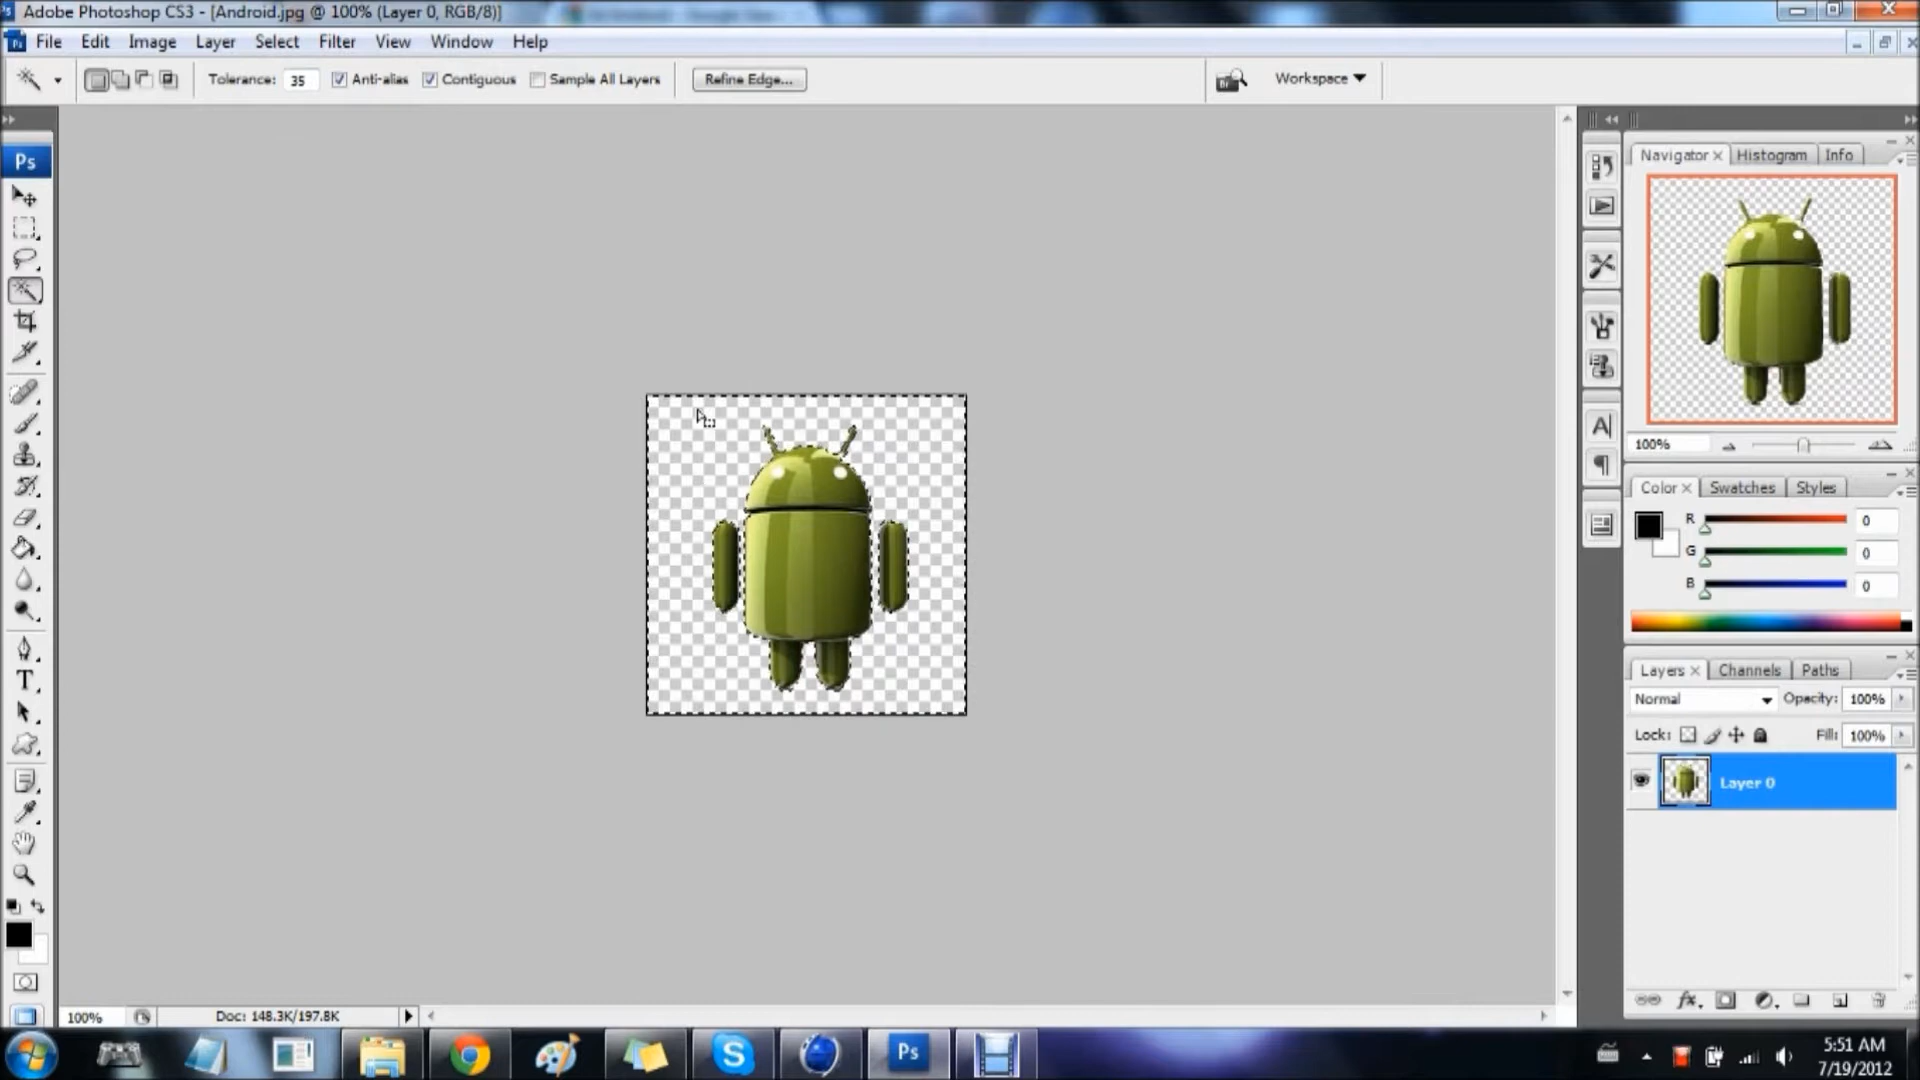 Adobe Photoshop CS3 - [Android.jpg @ 100% (Layer 0, RGB/8)]
File Edit Image Layer Select Filter View Window Help
Tolerance: 35 Anti-alias Contiguous Sample All Layers Refine Edge... Workspace
Ps
Navigator Histogram Info
100%
Color Swatches Styles
R 0
G 0
B 0
Layers Channels Paths
Normal Opacity: 100%
Lock: Fill: 100%
Layer 0
100% Doc: 148.3K/197.8K
Ps
5:51 AM
7/19/2012